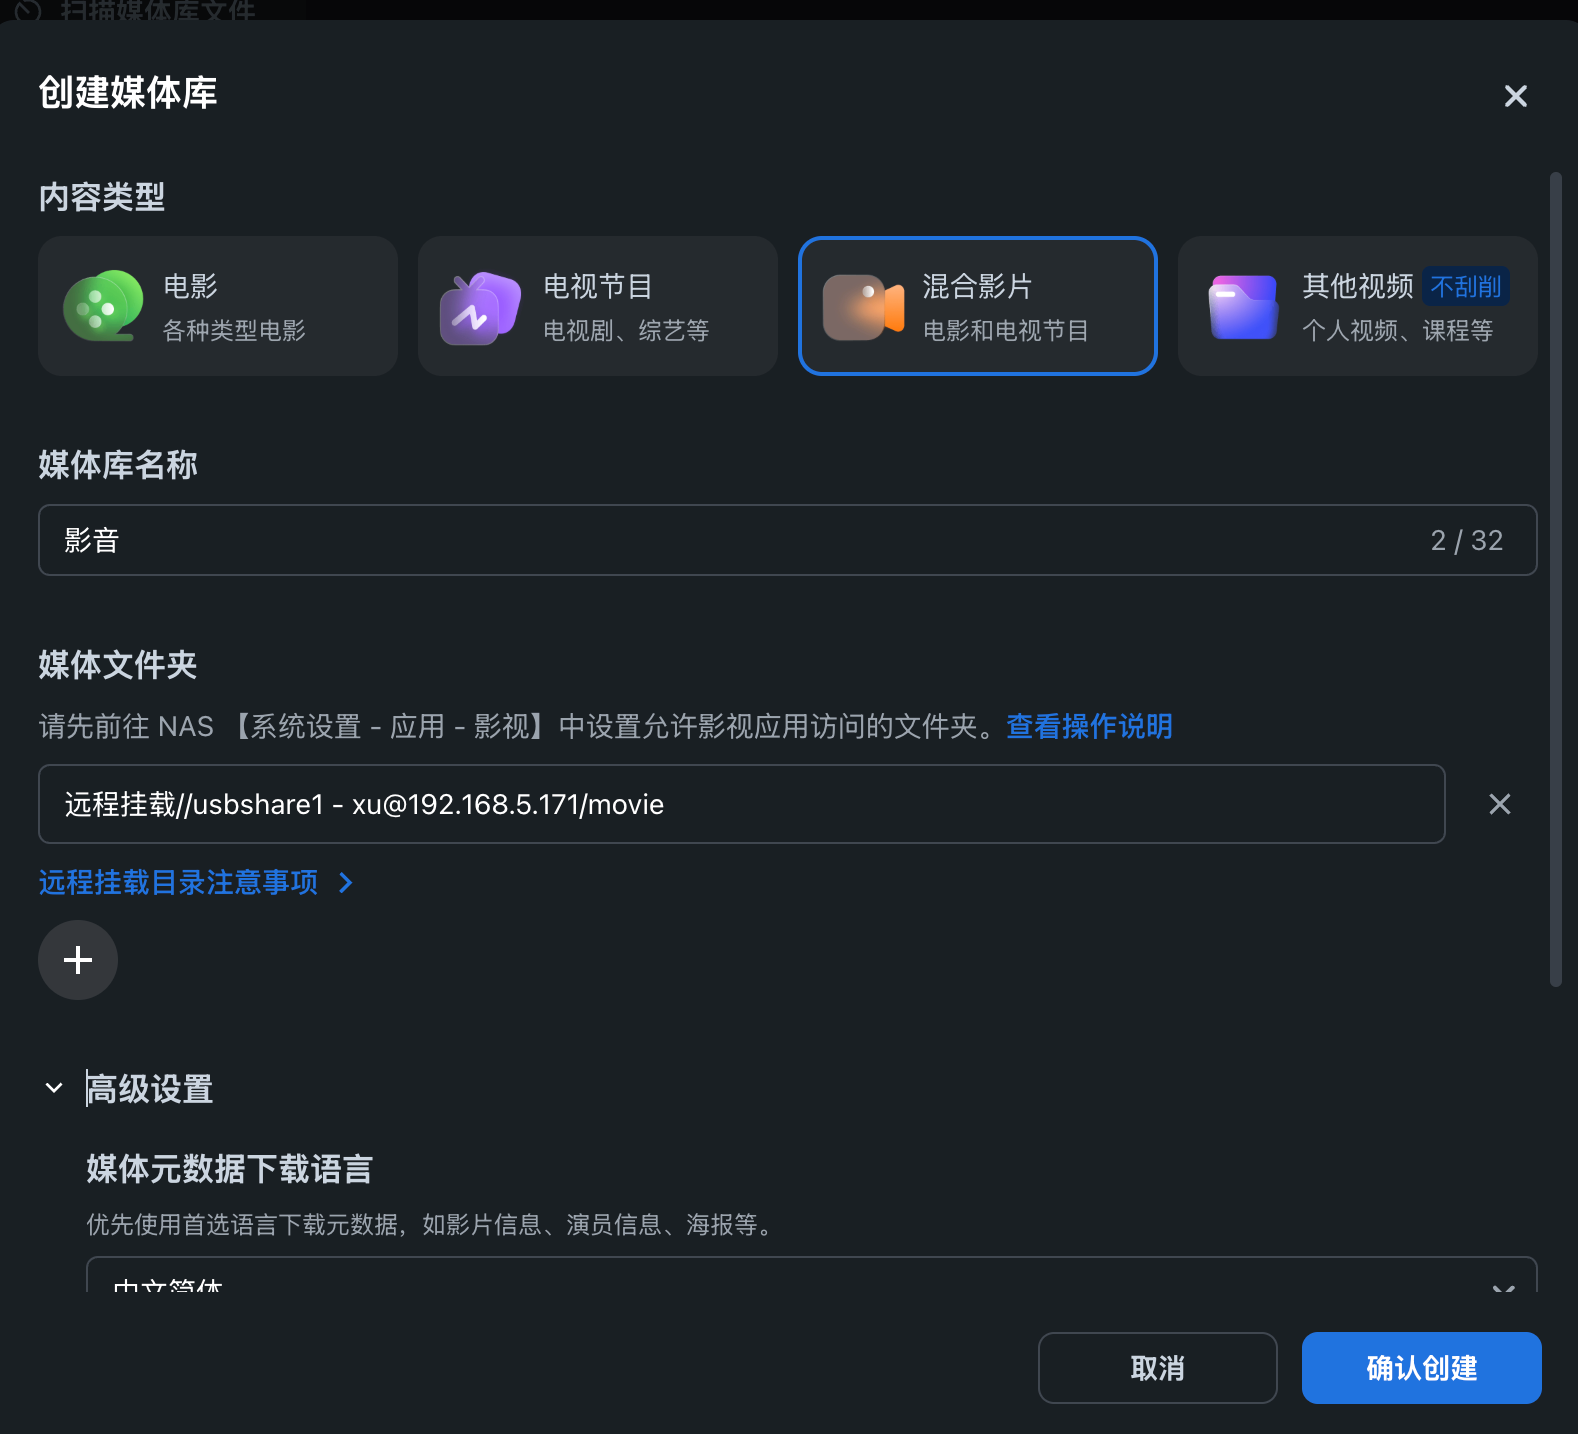 扫描媒体库文件
创建媒体库
内容类型
电影
各种类型电影
电视节目
电视剧、综艺等
混合影片
电影和电视节目
其他视频 不刮削
个人视频、课程等
媒体库名称
影音 2 / 32
媒体文件夹
请先前往 NAS 【系统设置 - 应用 - 影视】中设置允许影视应用访问的文件夹。查看操作说明
远程挂载//usbshare1 - xu@192.168.5.171/movie
远程挂载目录注意事项
高级设置
媒体元数据下载语言
优先使用首选语言下载元数据，如影片信息、演员信息、海报等。
中文简体
取消 确认创建